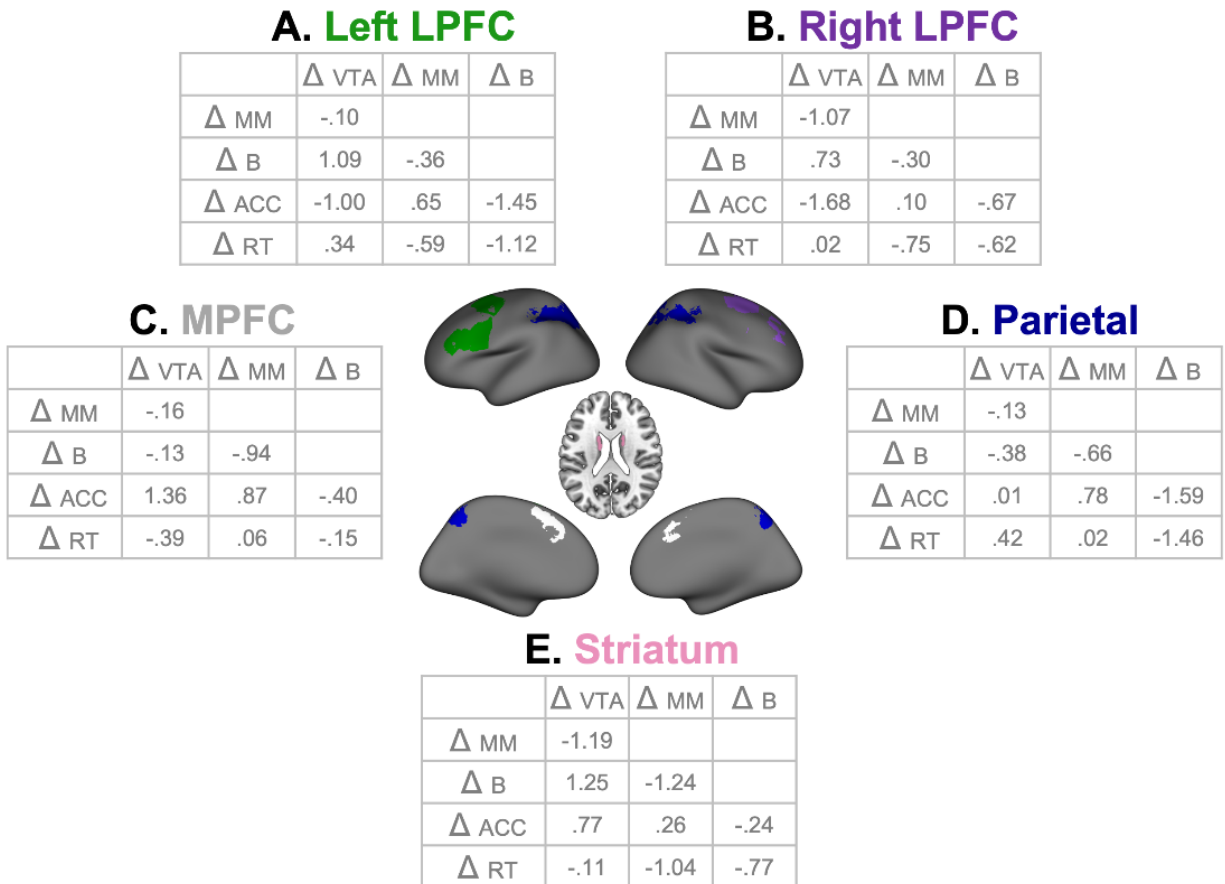 A. Left LPFC
Δ VTA Δ MM Δ B
Δ MM -.10
Δ B 1.09 -.36
Δ ACC -1.00 .65 -1.45
Δ RT .34 -.59 -1.12
B. Right LPFC
Δ VTA Δ MM Δ B
Δ MM -1.07
Δ B .73 -.30
Δ ACC -1.68 .10 -.67
Δ RT .02 -.75 -.62
C. MPFC
Δ VTA Δ MM Δ B
Δ MM -.16
Δ B -.13 -.94
Δ ACC 1.36 .87 -.40
Δ RT -.39 .06 -.15
D. Parietal
Δ VTA Δ MM Δ B
Δ MM -.13
Δ B -.38 -.66
Δ ACC .01 .78 -1.59
Δ RT .42 .02 -1.46
E. Striatum
Δ VTA Δ MM Δ B
Δ MM -1.19
Δ B 1.25 -1.24
Δ ACC .77 .26 -.24
Δ RT -.11 -1.04 -.77